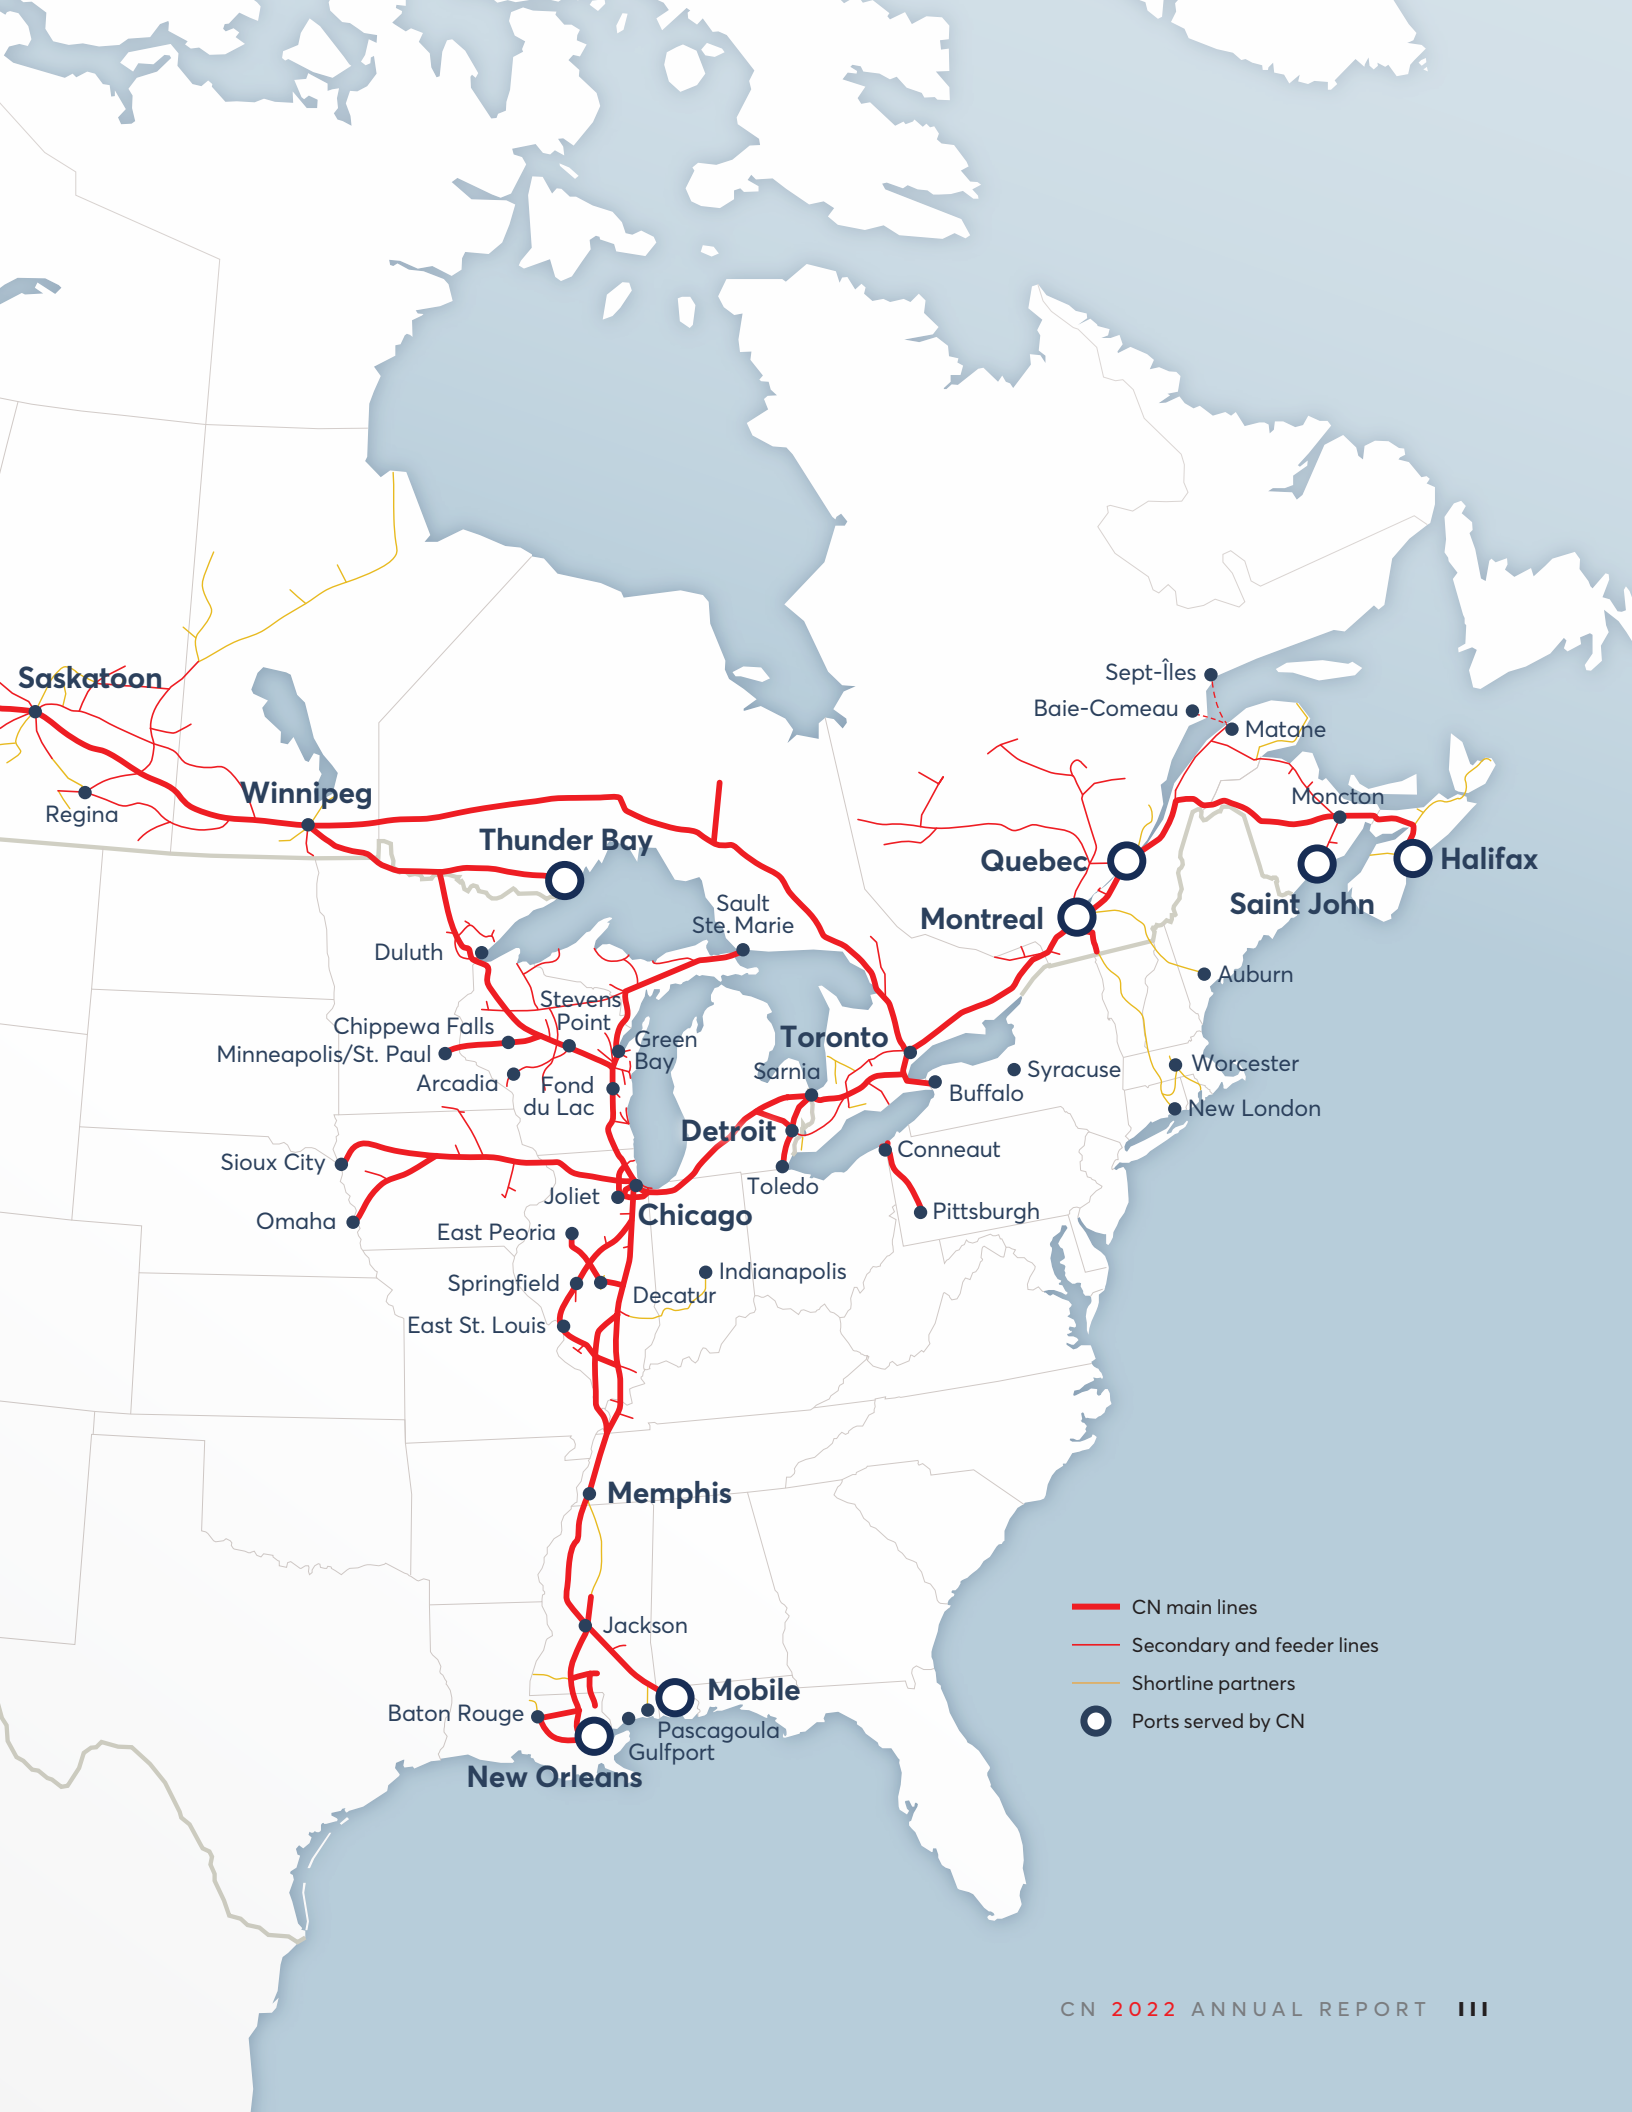 Sept-Îles
Saskatoon
Baie-Comeau
Matane
Winnipeg
Moncton
Regina
Thunder Bay
Quebec
Halifax
Sault
Ste. Marie
Montreal
Saint John
Duluth
Auburn
Stevens
Point
Chippewa Falls
Green
Bay
Toronto
Minneapolis/St. Paul
Sarnia
Syracuse
Worcester
Arcadia
Fond
du Lac
Buffalo
New London
Detroit
Conneaut
Sioux City
Toledo
Joliet
Omaha
Chicago
Pittsburgh
East Peoria
Springfield
Indianapolis
Decatur
East St. Louis
Memphis
Jackson
Mobile
Baton Rouge
Pascagoula
Gulfport
New Orleans
CN main lines
Secondary and feeder lines
Shortline partners
Ports served by CN
CN 2022 ANNUAL REPORT III